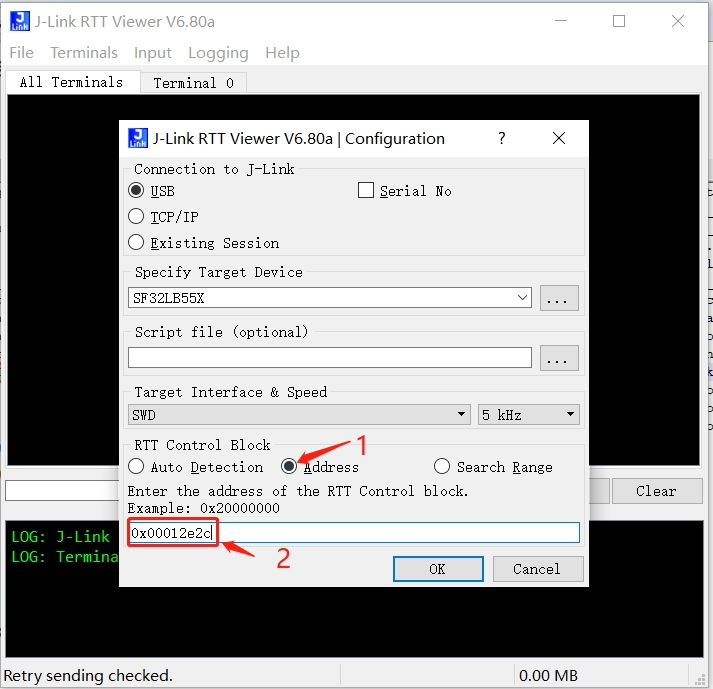 J-Link RTT Viewer V6.80a
File Terminals Input Logging Help
All Terminals Terminal 0
J-Link RTT Viewer V6.80a | Configuration ?
Connection to J-Link
USB Serial No
TCP/IP
Existing Session
Specify Target Device
SF32LB55X ...
Script file (optional)
...
Target Interface & Speed
SWD 5 kHz
RTT Control Block 1
Auto Detection Address Search Range
Enter the address of the RTT Control block.
Example: 0x20000000
Clear
0x00012e2c
2
OK Cancel
LOG: J-Link
LOG: Termina
Retry sending checked. 0.00 MB